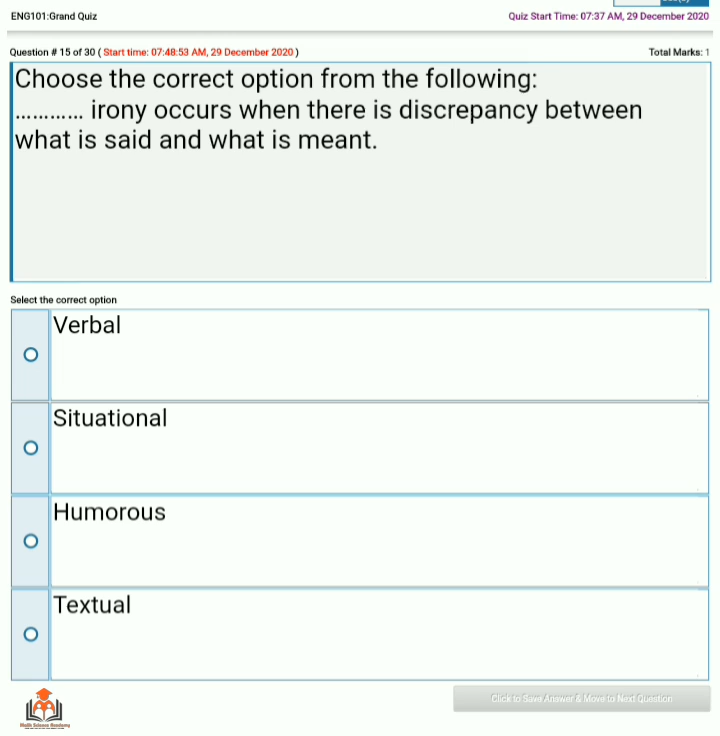 ENG101:Grand Quiz
Quiz Start Time: 07:37 AM, 29 December 2020
Question # 15 of 30 ( Start time: 07:48:53 AM, 29 December 2020 )
Total Marks: 1
Choose the correct option from the following:
............ irony occurs when there is discrepancy between
what is said and what is meant.
Select the correct option
Verbal
Situational
Humorous
Textual
Click to Save Answer & Move to Next Question